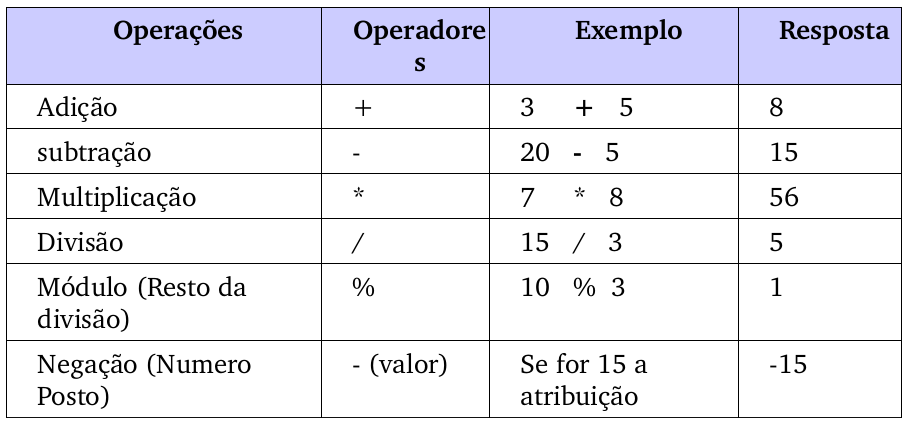 Operações Operadores Exemplo Resposta
Adição + 3 + 5 8
subtração - 20 - 5 15
Multiplicação * 7 * 8 56
Divisão / 15 / 3 5
Módulo (Resto da % 10 % 3 1
divisão)
Negação (Numero - (valor) Se for 15 a -15
Posto) atribuição